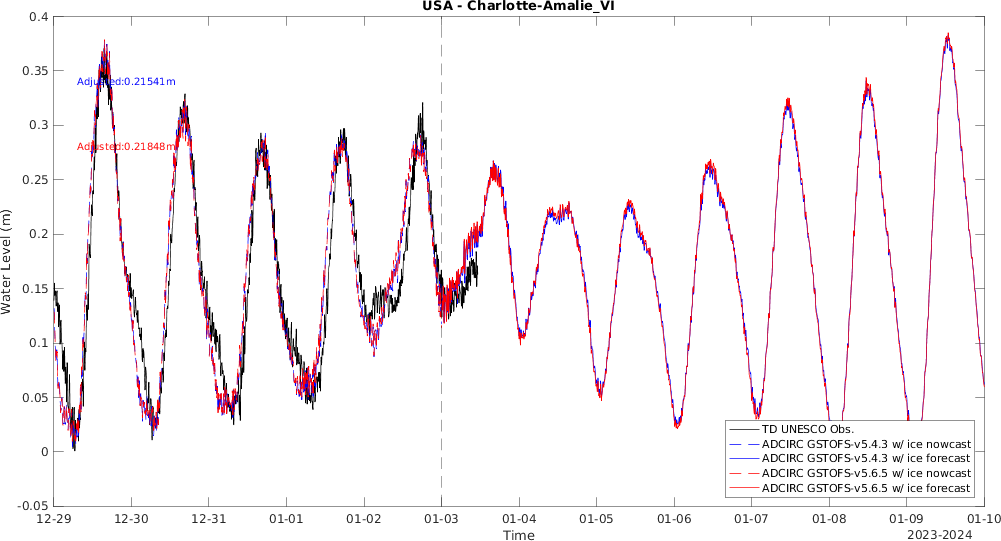 USA - Charlotte-Amalie_VI
0.4
0.35
0.3
0.25
0.2
0.15
0.1
0.05
0
-0.05
Water Level (m)
Adjusted:0.21541m
Adjusted:0.21848m
TD UNESCO Obs.
ADCIRC GSTOFS-v5.4.3 w/ ice nowcast
ADCIRC GSTOFS-v5.4.3 w/ ice forecast
ADCIRC GSTOFS-v5.6.5 w/ ice nowcast
ADCIRC GSTOFS-v5.6.5 w/ ice forecast
12-29 12-30 12-31 01-01 01-02 01-03 01-04 01-05 01-06 01-07 01-08 01-09 01-10
Time
2023-2024